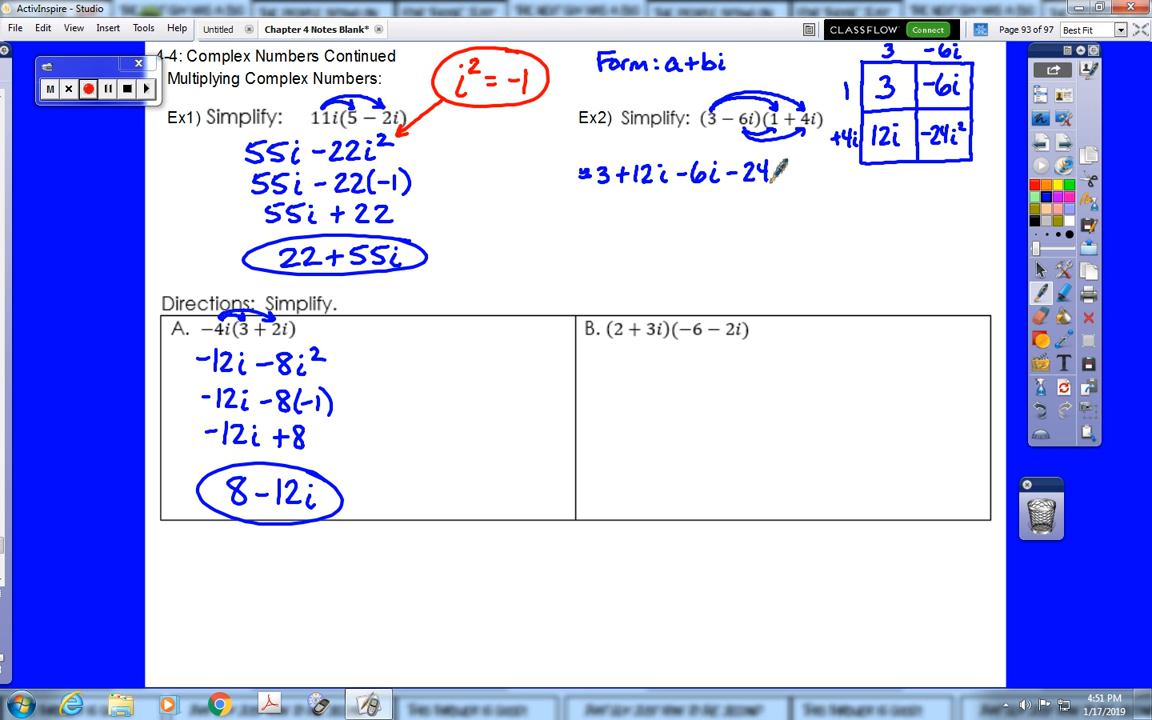 ActivInspire - Studio
File Edit View Insert Tools Help Untitled Chapter 4 Notes Blank* CLASSFLOW Connect Page 93 of 97 Best Fit
4-4: Complex Numbers Continued
Multiplying Complex Numbers:
i² = -1
Form: a+bi
3 -6i
1 3 -6i
+4i 12i -24i²
Ex1) Simplify: 11i(5 − 2i)
55i -22i²
55i -22(-1)
55i + 22
22+55i
Ex2) Simplify: (3 − 6i)(1 + 4i)
3 +12i -6i -24
Directions: Simplify.
A. −4i(3 + 2i)
-12i -8i²
-12i -8(-1)
-12i +8
8-12i
B. (2 + 3i)(−6 − 2i)
4:51 PM
1/17/2019